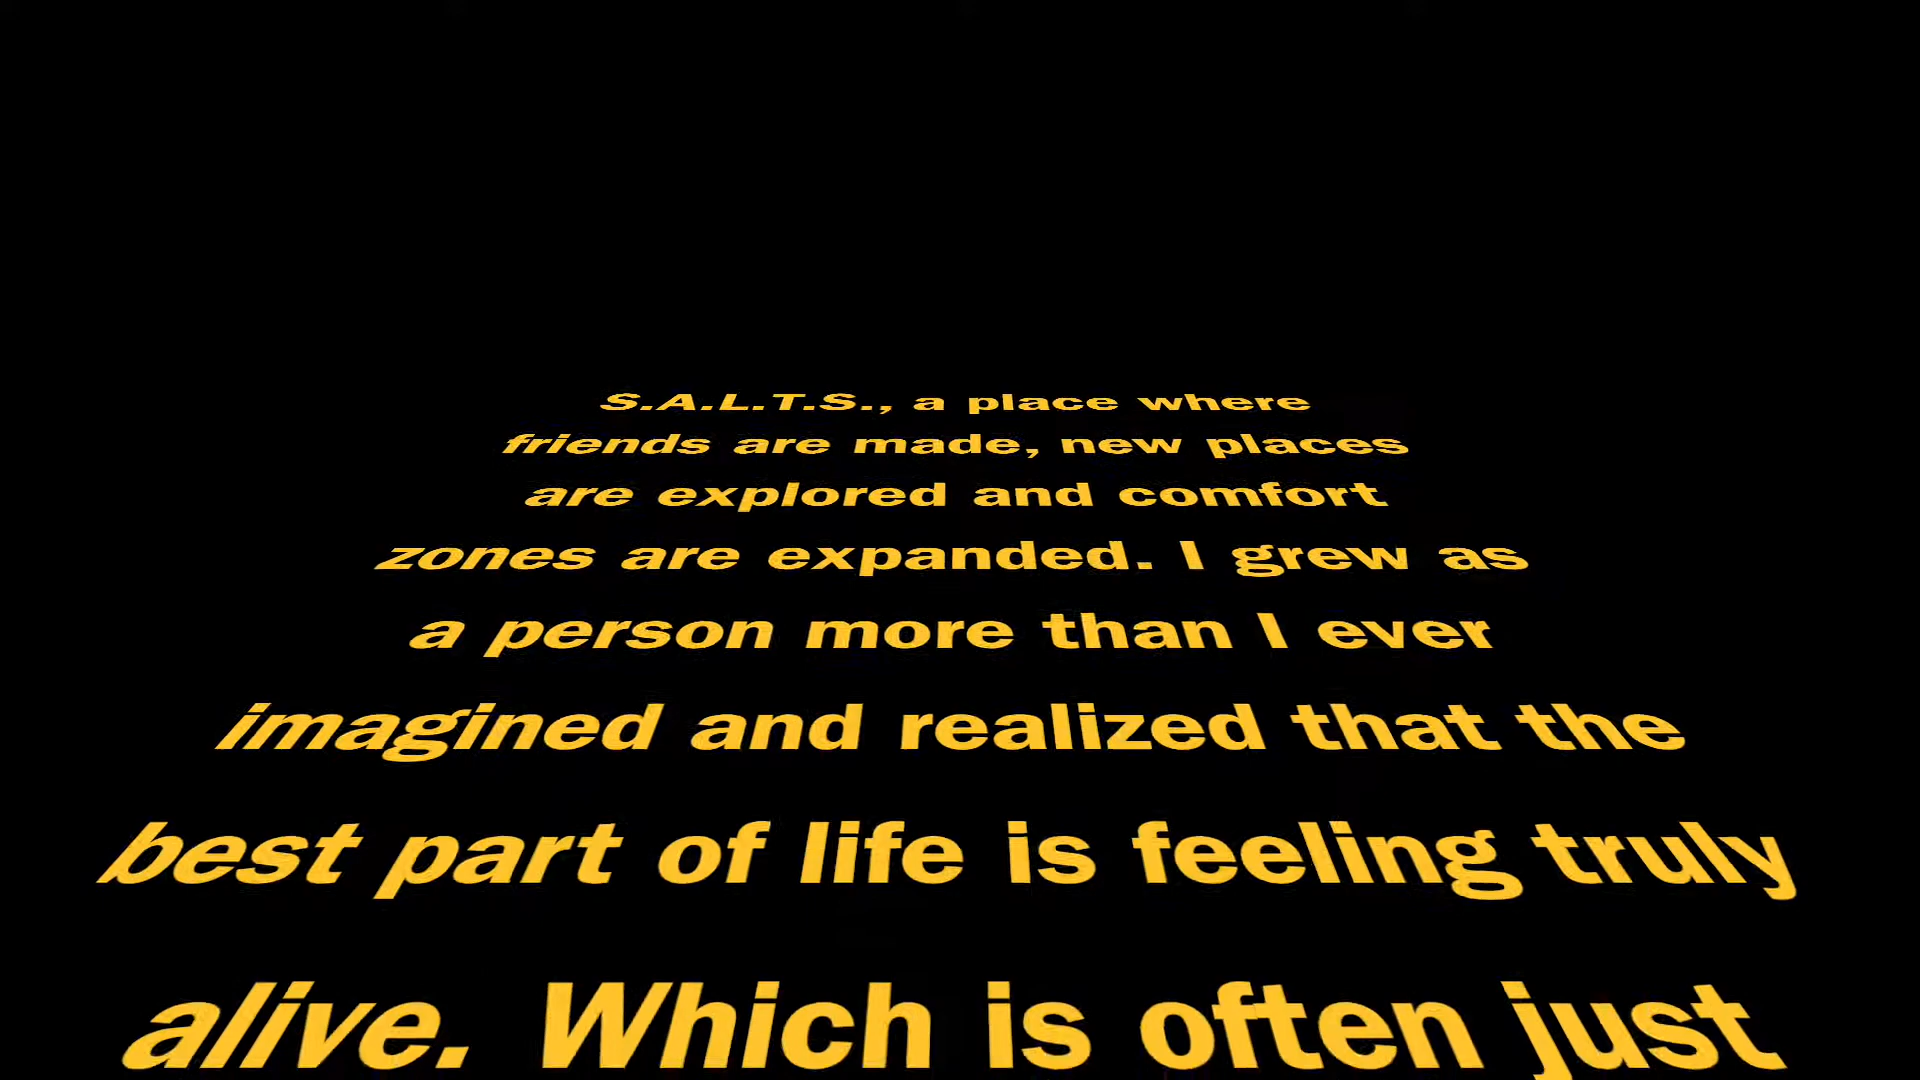 S.A.L.T.S., a place where
friends are made, new places
are explored and comfort
zones are expanded. I grew as
a person more than I ever
imagined and realized that the
best part of life is feeling truly
alive. Which is often just